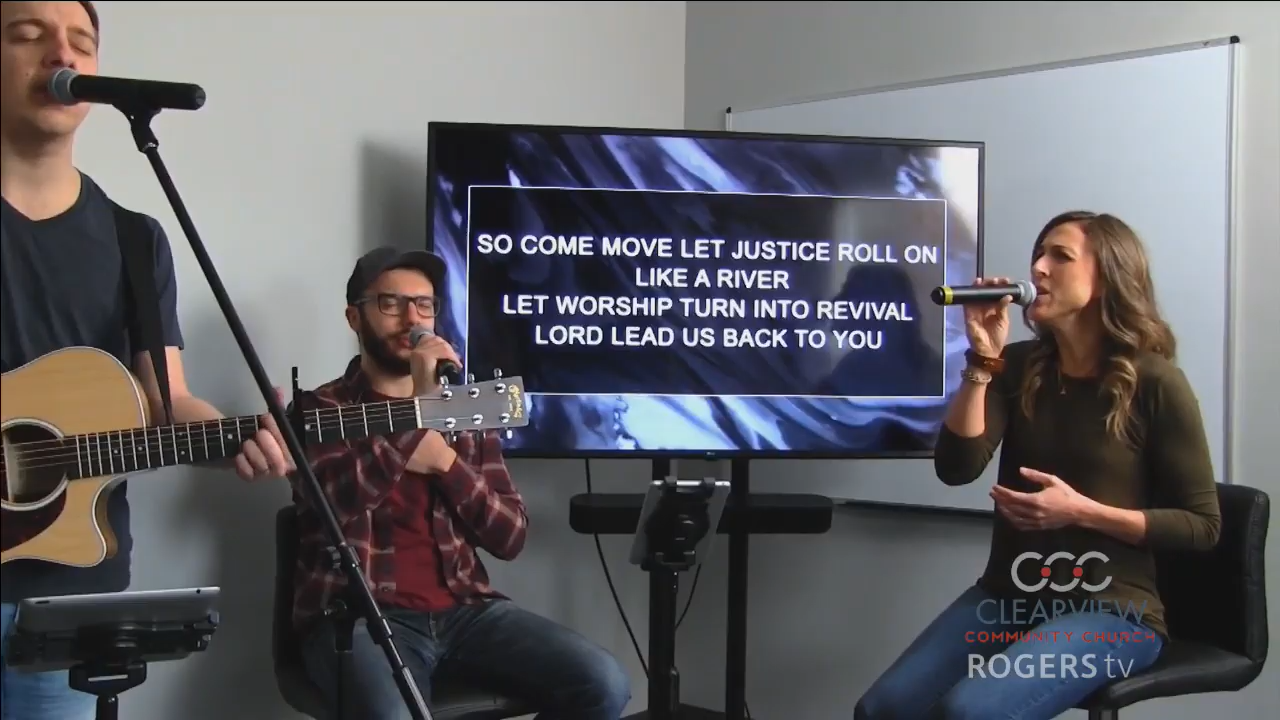 SO COME MOVE LET JUSTICE ROLL ON
LIKE A RIVER
LET WORSHIP TURN INTO REVIVAL
LORD LEAD US BACK TO YOU
CCC
CLEARVIEW
COMMUNITY CHURCH
ROGERS tv